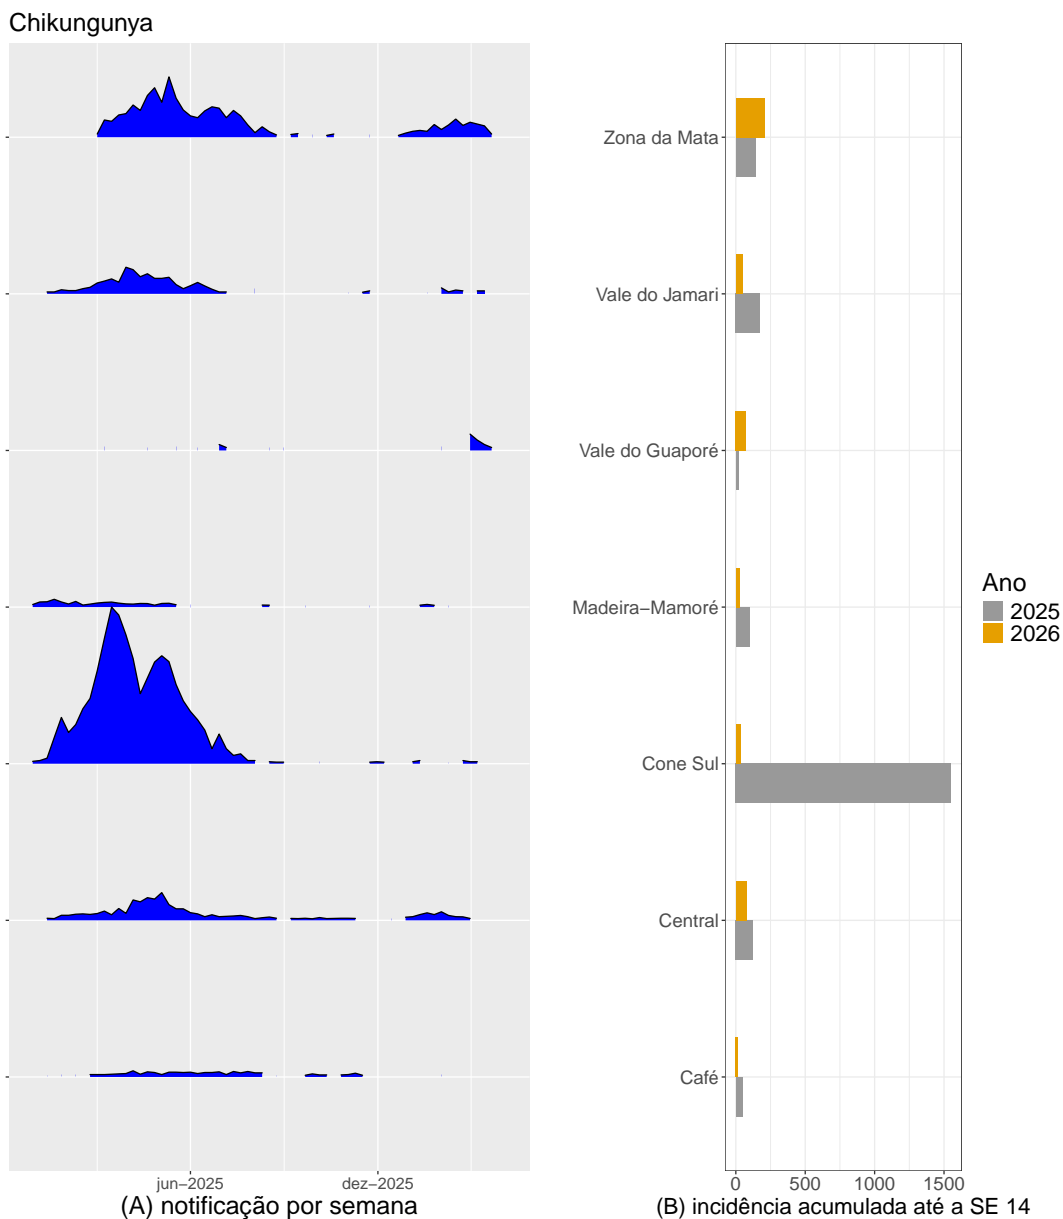 Chikungunya
Zona da Mata
Vale do Jamari
Vale do Guaporé
Madeira−Mamoré
Cone Sul
Central
Café
jun−2025
dez−2025
(A) notificação por semana
0
500
1000
1500
(B) incidência acumulada até a SE 14
Ano
2025
2026